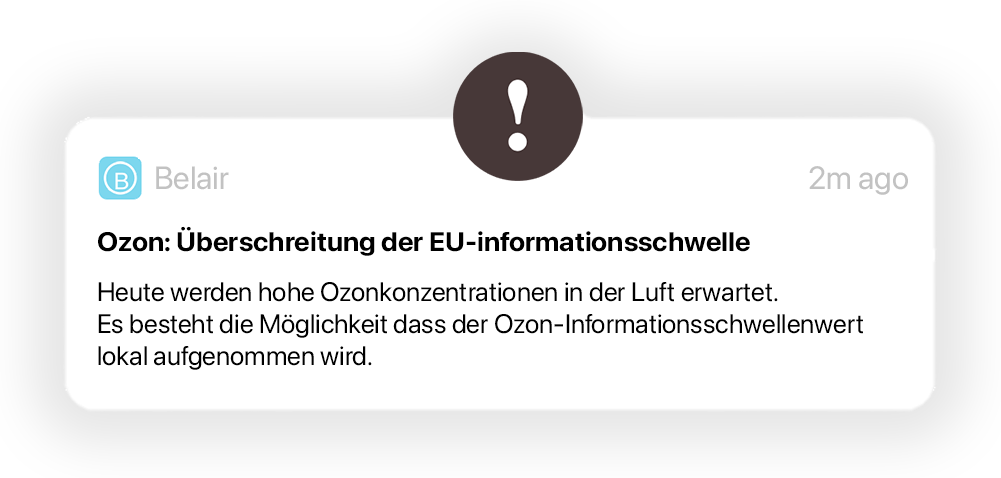 !
B Belair 2m ago
Ozon: Überschreitung der EU-informationsschwelle
Heute werden hohe Ozonkonzentrationen in der Luft erwartet.
Es besteht die Möglichkeit dass der Ozon-Informationsschwellenwert
lokal aufgenommen wird.